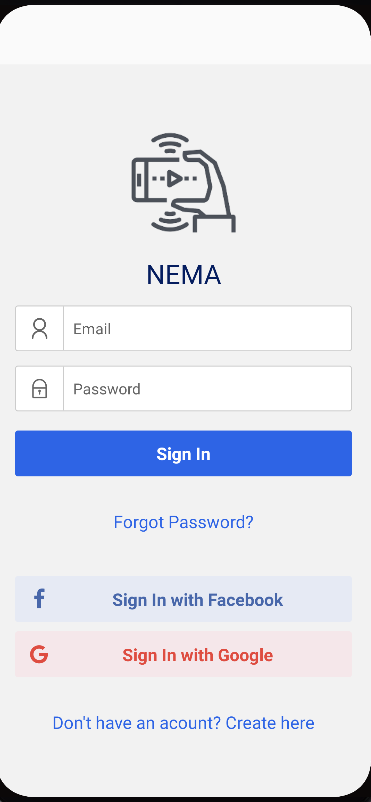 NEMA
Email
Password
Sign In
Forgot Password?
Sign In with Facebook
Sign In with Google
Don't have an acount? Create here